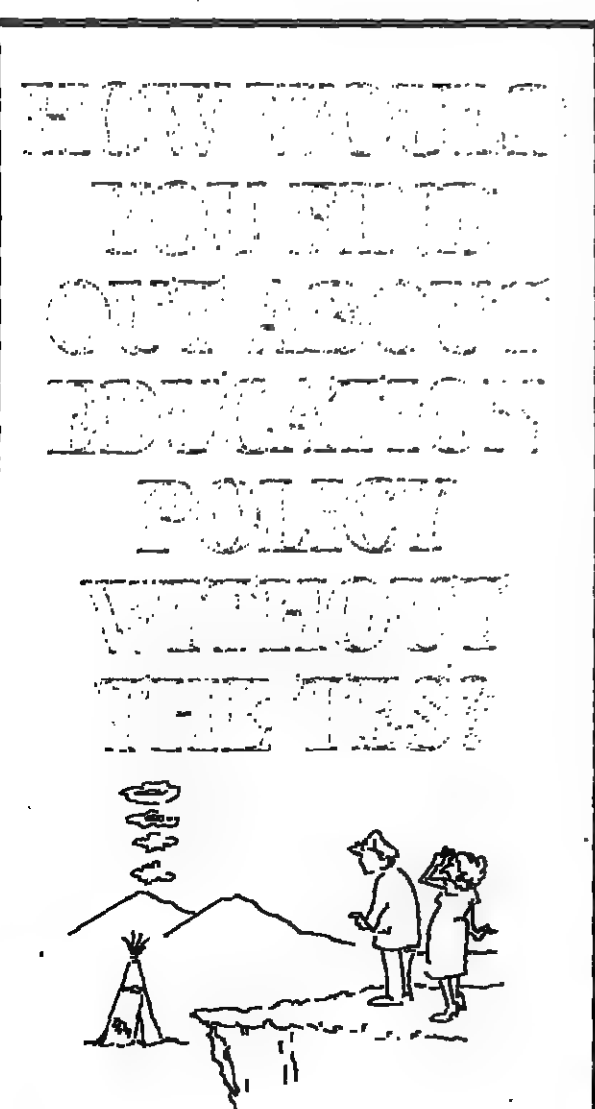 HOW WOULD
YOU FIND
OUT ABOUT
EDUCATION
POLICY
WITHOUT
THE TES?